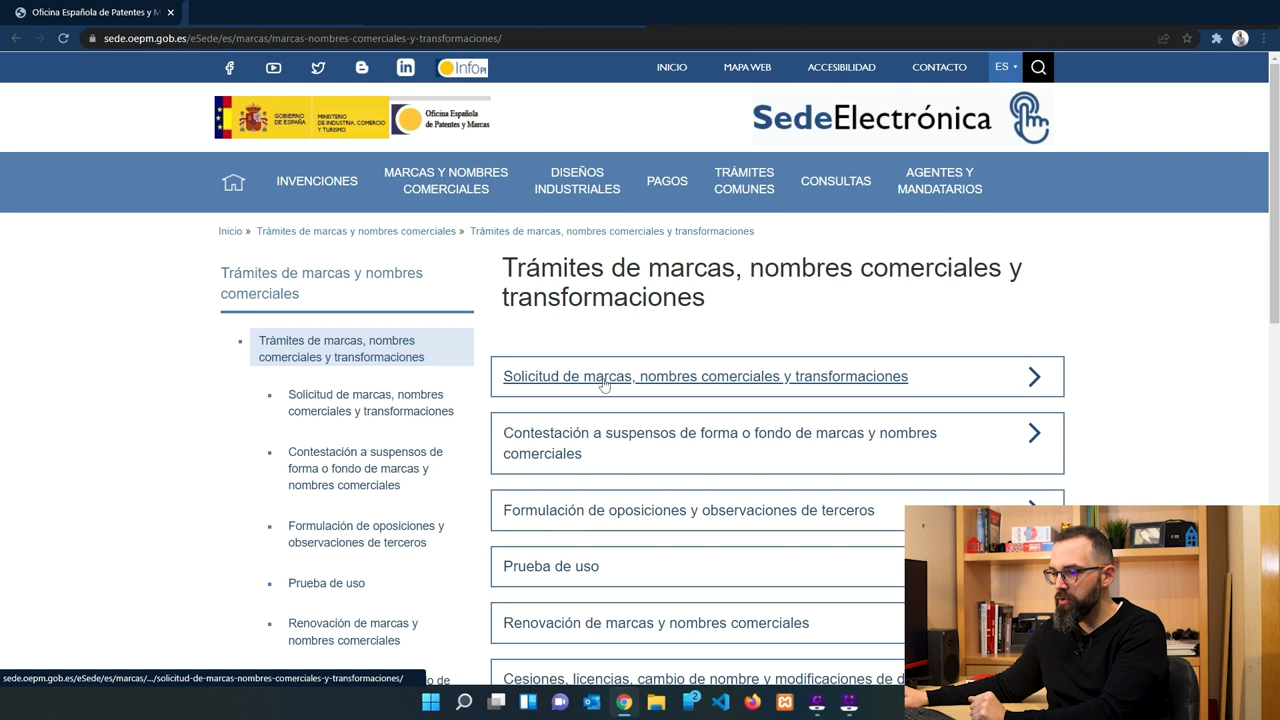 Oficina Española de Patentes y M
sede.oepm.gob.es/eSede/es/marcas/marcas-nombres-comerciales-y-transformaciones/
InfoPI
INICIO
MAPA WEB
ACCESIBILIDAD
CONTACTO
ES
GOBIERNO
DE ESPAÑA
MINISTERIO
DE INDUSTRIA, COMERCIO
Y TURISMO
Oficina Española
de Patentes y Marcas
SedeElectrónica
INVENCIONES
MARCAS Y NOMBRES
COMERCIALES
DISEÑOS
INDUSTRIALES
PAGOS
TRÁMITES
COMUNES
CONSULTAS
AGENTES Y
MANDATARIOS
Inicio » Trámites de marcas y nombres comerciales » Trámites de marcas, nombres comerciales y transformaciones
Trámites de marcas y nombres
comerciales
Trámites de marcas, nombres
comerciales y transformaciones
Solicitud de marcas, nombres
comerciales y transformaciones
Contestación a suspensos de
forma o fondo de marcas y
nombres comerciales
Formulación de oposiciones y
observaciones de terceros
Prueba de uso
Renovación de marcas y
nombres comerciales
o de
Trámites de marcas, nombres comerciales y
transformaciones
Solicitud de marcas, nombres comerciales y transformaciones
Contestación a suspensos de forma o fondo de marcas y nombres
comerciales
Formulación de oposiciones y observaciones de terceros
Prueba de uso
Renovación de marcas y nombres comerciales
Cesiones, licencias, cambio de nombre y modificaciones de d
sede.oepm.gob.es/eSede/es/marcas/.../solicitud-de-marcas-nombres-comerciales-y-transformaciones/
2